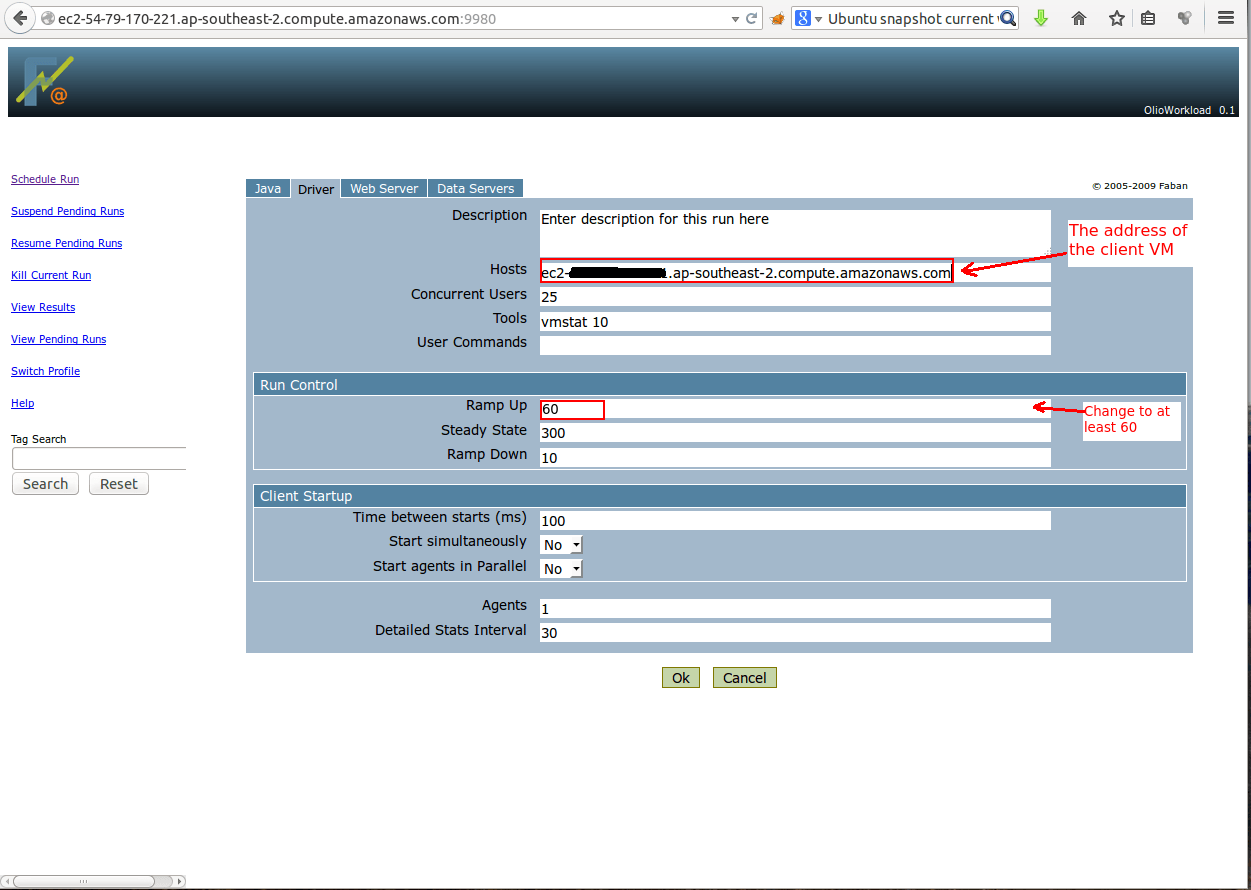 ec2-54-79-170-221.ap-southeast-2.compute.amazonaws.com:9980
Ubuntu snapshot current
@
OlioWorkload 0.1
Schedule Run
Suspend Pending Runs
Resume Pending Runs
Kill Current Run
View Results
View Pending Runs
Switch Profile
Help
Tag Search
Search Reset
Java Driver Web Server Data Servers
© 2005-2009 Faban
Description Enter description for this run here
The address of
the client VM
Hosts ec2- .ap-southeast-2.compute.amazonaws.com
Concurrent Users 25
Tools vmstat 10
User Commands
Run Control
Ramp Up 60
Change to at
least 60
Steady State 300
Ramp Down 10
Client Startup
Time between starts (ms) 100
Start simultaneously No
Start agents in Parallel No
Agents 1
Detailed Stats Interval 30
Ok Cancel